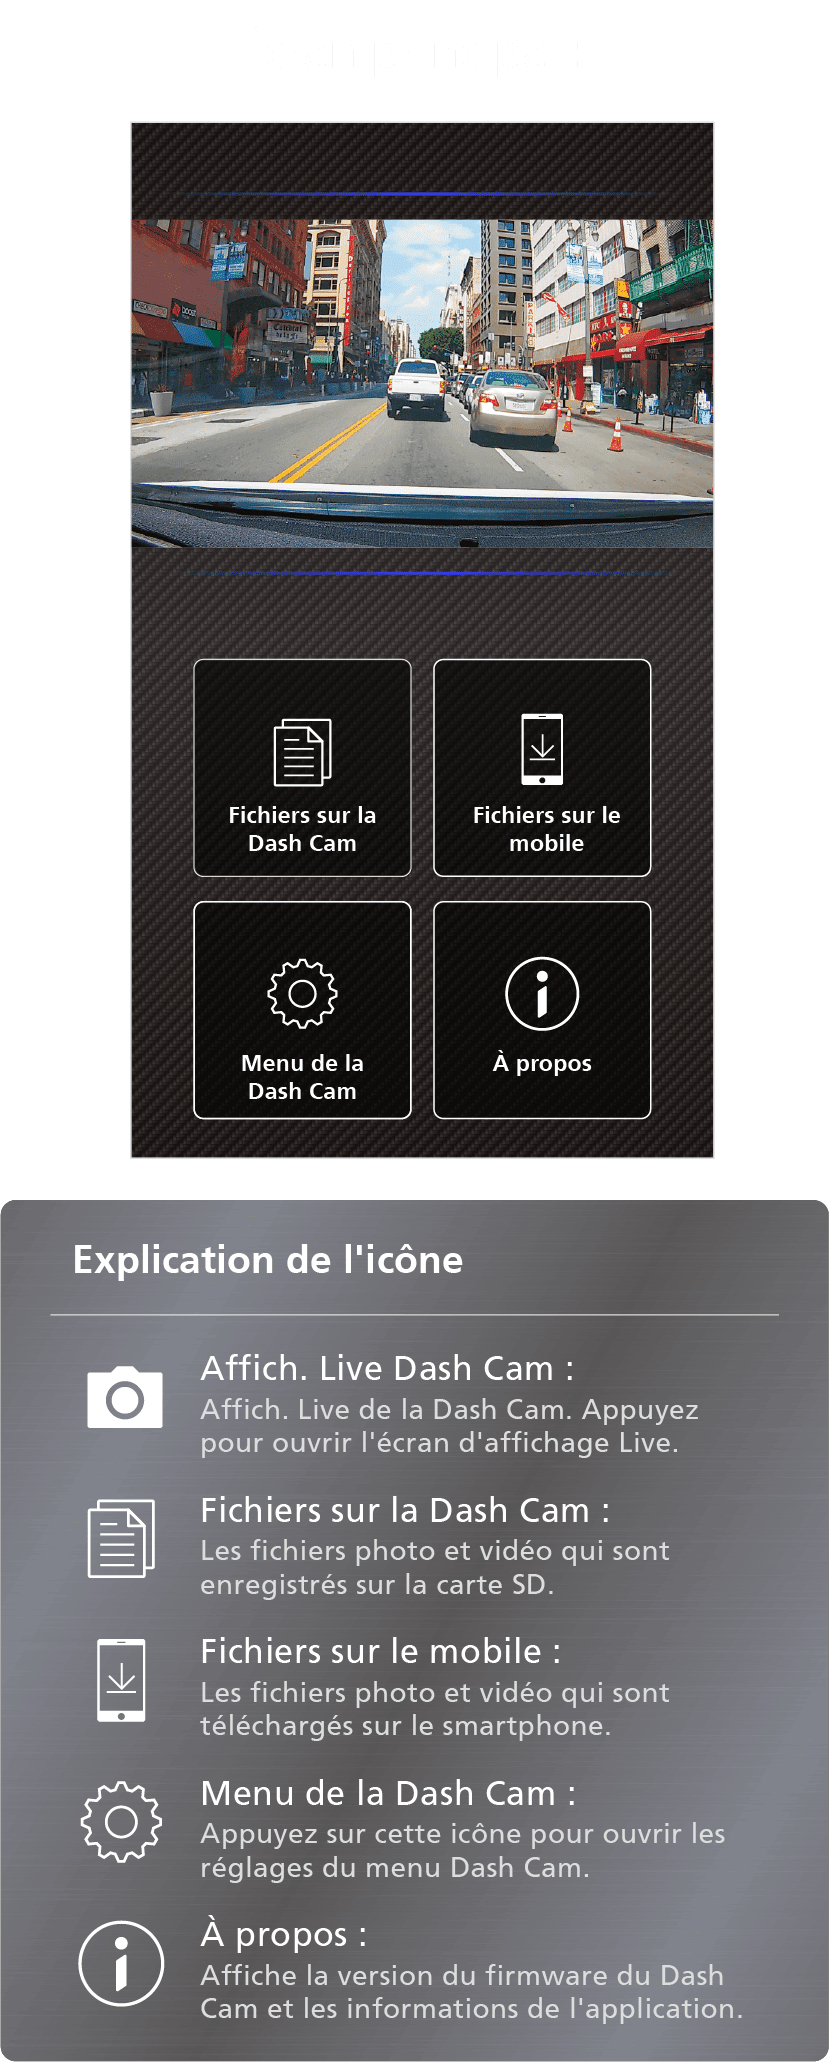 Fichiers sur la
Dash Cam
Fichiers sur le
mobile
Menu de la
Dash Cam
À propos
Explication de l'icône
Affich. Live Dash Cam :
Affich. Live de la Dash Cam. Appuyez
pour ouvrir l'écran d'affichage Live.
Fichiers sur la Dash Cam :
Les fichiers photo et vidéo qui sont
enregistrés sur la carte SD.
Fichiers sur le mobile :
Les fichiers photo et vidéo qui sont
téléchargés sur le smartphone.
Menu de la Dash Cam :
Appuyez sur cette icône pour ouvrir les
réglages du menu Dash Cam.
À propos :
Affiche la version du firmware du Dash
Cam et les informations de l'application.